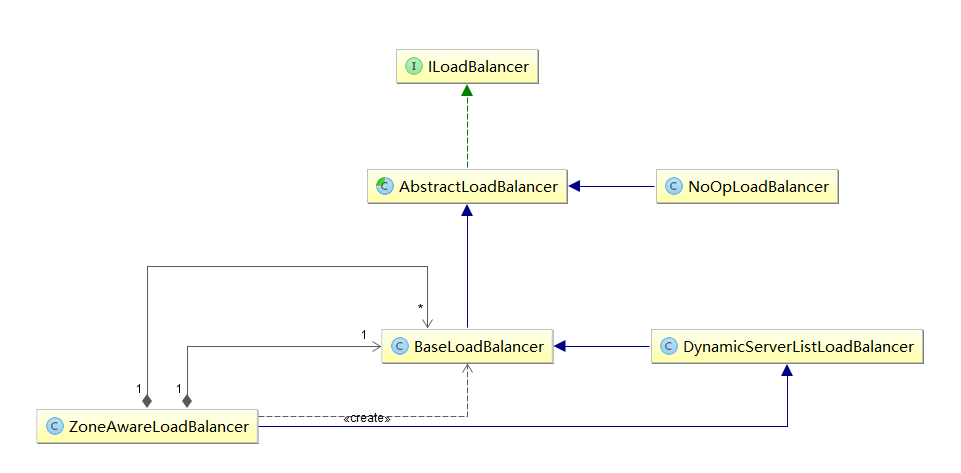 I ILoadBalancer
C AbstractLoadBalancer
C NoOpLoadBalancer
*
1
C BaseLoadBalancer
C DynamicServerListLoadBalancer
1
1
«create»
C ZoneAwareLoadBalancer